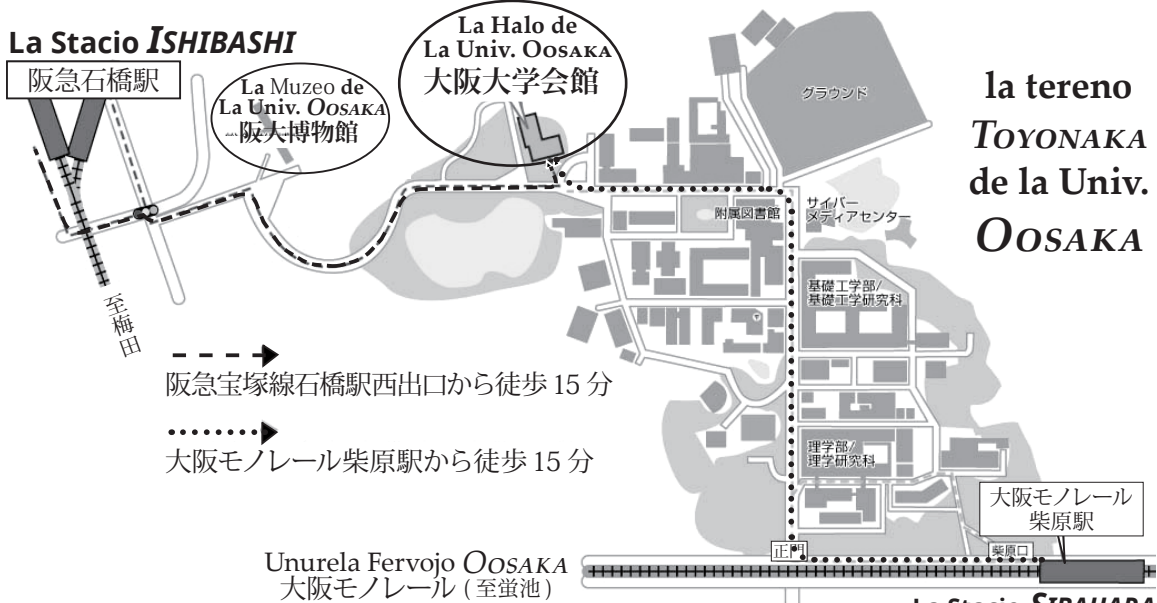 La Stacio ISHIBASHI
阪急石橋駅
La Muzeo de
La Univ. OOSAKA
阪大博物館
La Halo de
La Univ. OOSAKA
大阪大学会館
グラウンド
la tereno
TOYONAKA
de la Univ.
OOSAKA
附属図書館
サイバー
メディアセンター
基礎工学部/
基礎工学研究科
至梅田
阪急宝塚線石橋駅西出口から徒歩 15 分
大阪モノレール柴原駅から徒歩 15 分
理学部/
理学研究科
大阪モノレール
柴原駅
正門
柴原口
Unurela Fervojo OOSAKA
大阪モノレール ( 至蛍池 )
La Stacio SIBAHARA